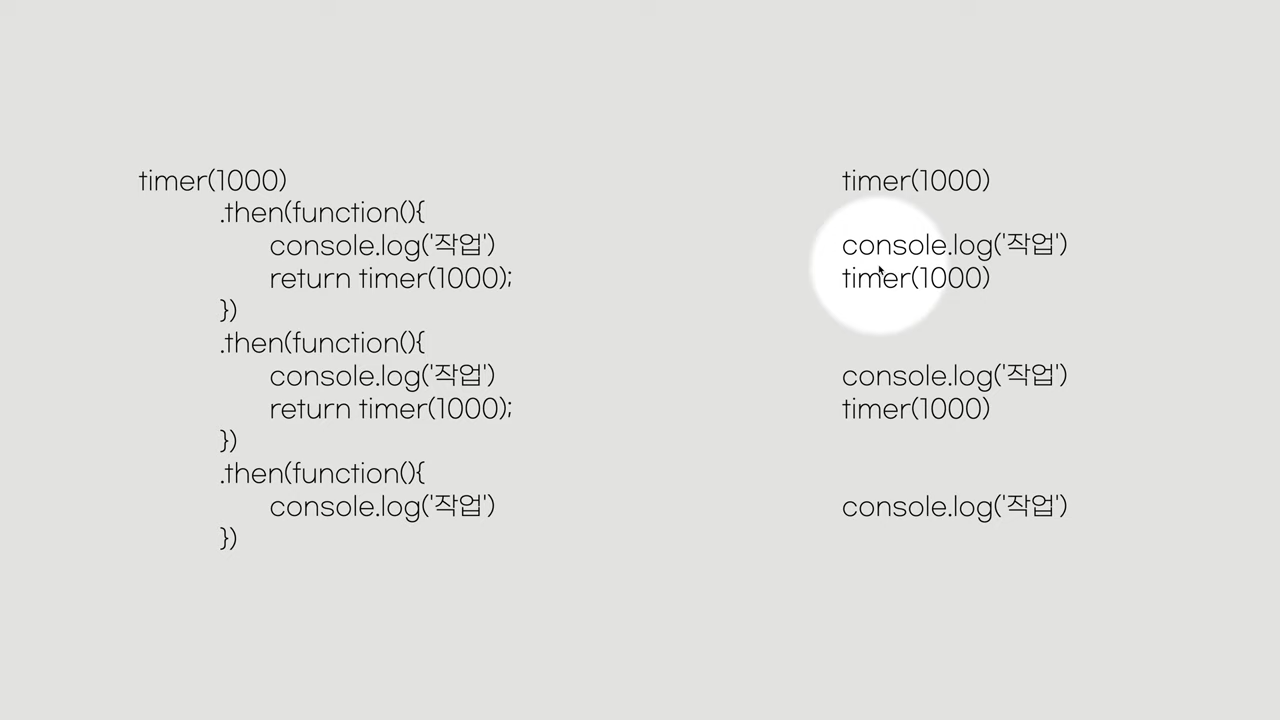 timer(1000)
.then(function(){
console.log('작업')
return timer(1000);
})
.then(function(){
console.log('작업')
return timer(1000);
})
.then(function(){
console.log('작업')
})
timer(1000)
console.log('작업')
timer(1000)
console.log('작업')
timer(1000)
console.log('작업')